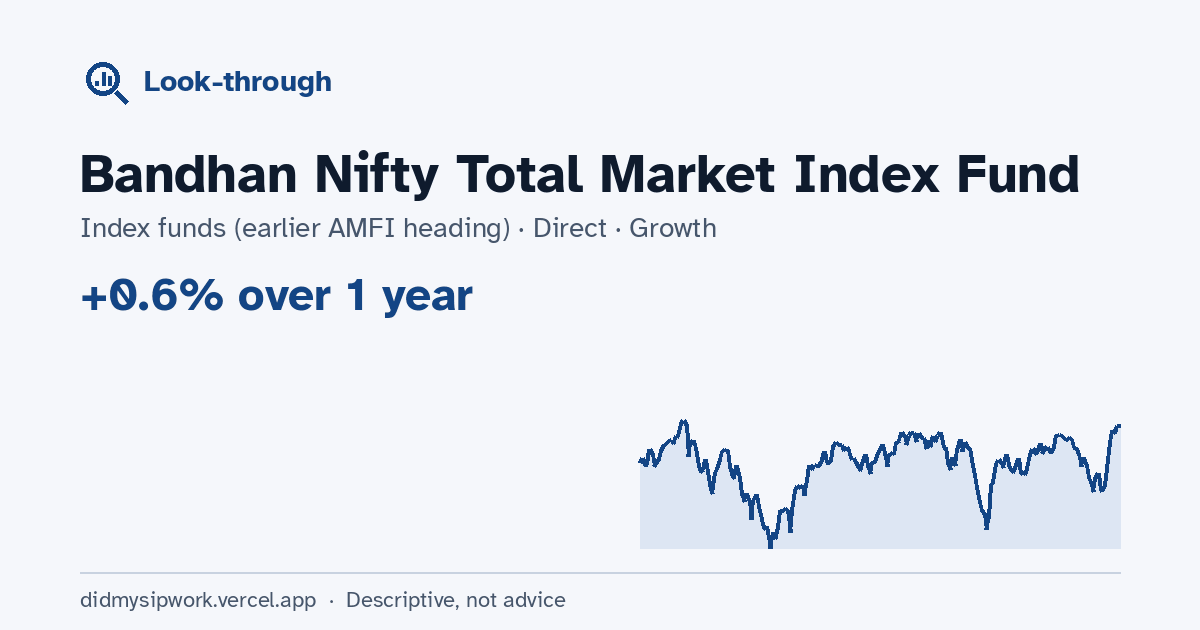 Look-through
Bandhan Nifty Total Market Index Fund
Index funds (earlier AMFI heading) · Direct · Growth
+0.6% over 1 year
didmysipwork.vercel.app · Descriptive, not advice